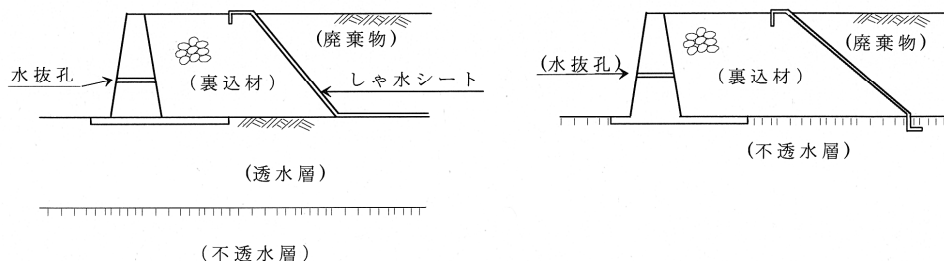 (廃棄物)
水抜孔
(裏込材)
しゃ水シート
(透水層)
(不透水層)
(廃棄物)
(水抜孔)
(裏込材)
(不透水層)